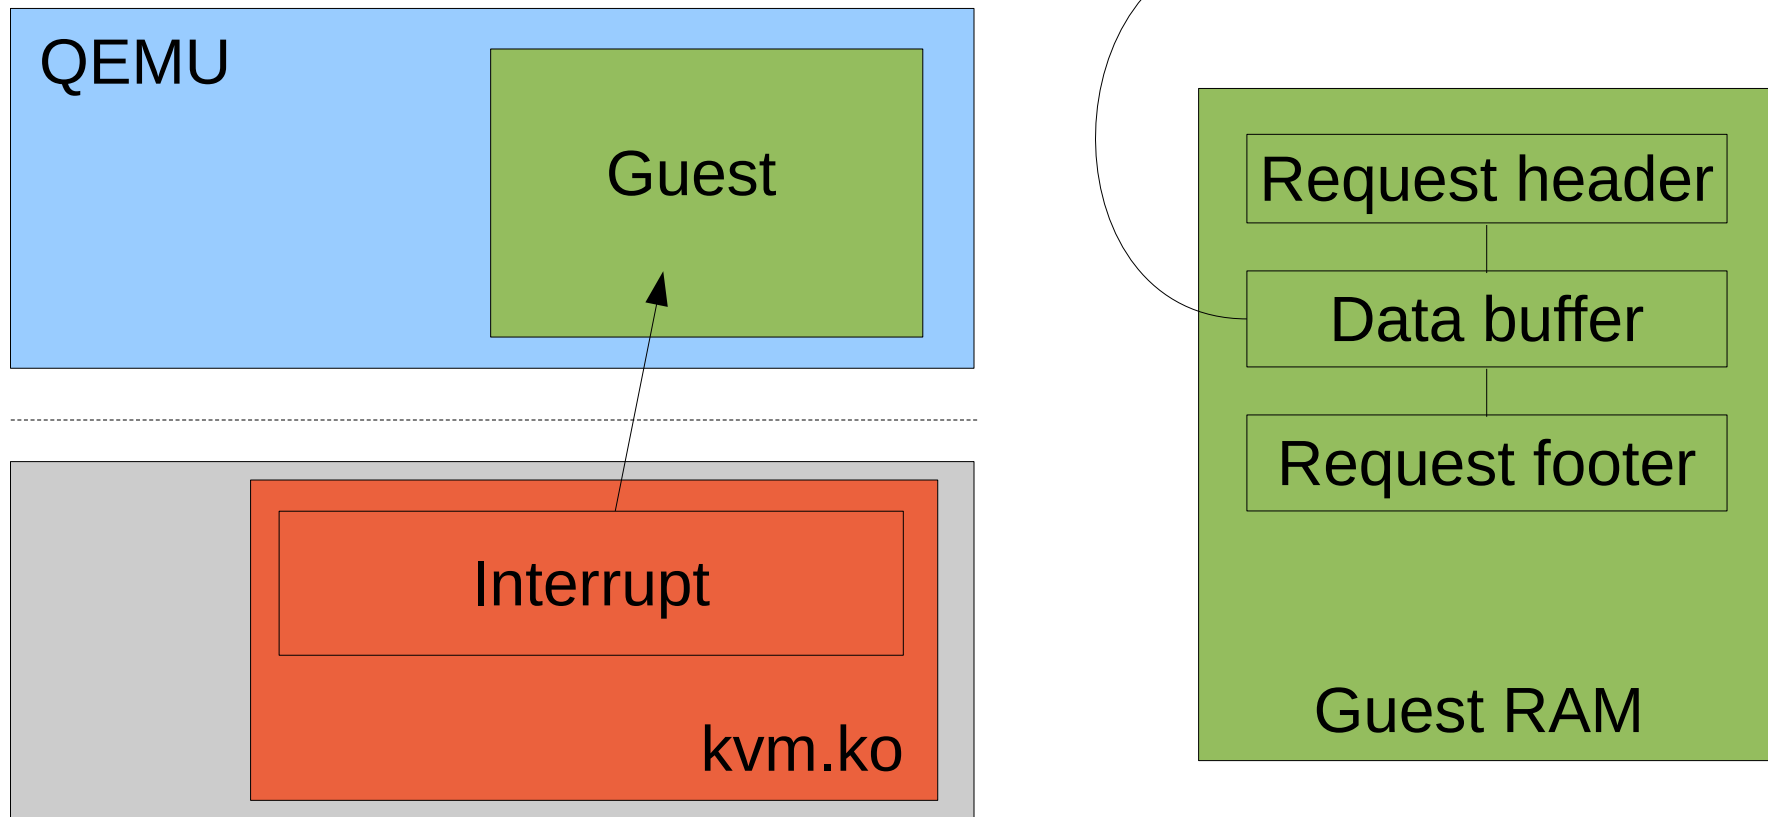 QEMU
Guest
Interrupt
kvm.ko
Request header
Data buffer
Request footer
Guest RAM